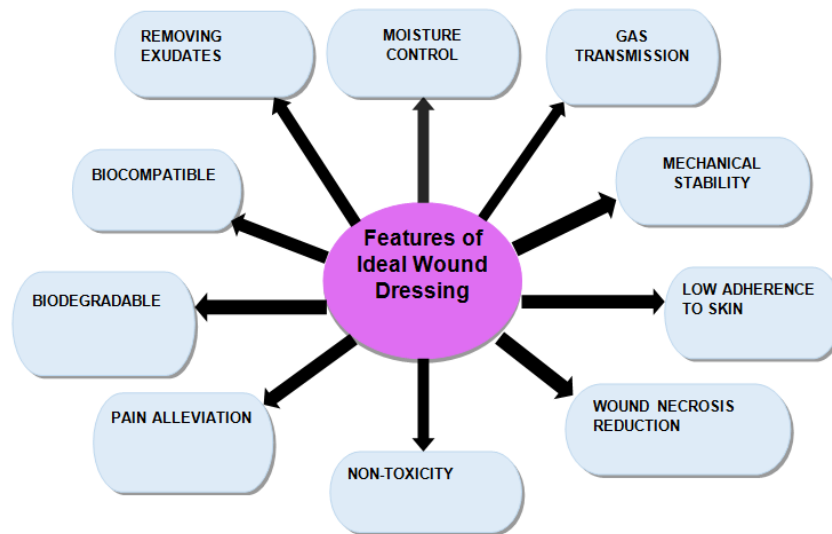 REMOVING
EXUDATES
MOISTURE
CONTROL
GAS
TRANSMISSION
BIOCOMPATIBLE
MECHANICAL
STABILITY
Features of
Ideal Wound
Dressing
BIODEGRADABLE
LOW ADHERENCE
TO SKIN
PAIN ALLEVIATION
WOUND NECROSIS
REDUCTION
NON-TOXICITY